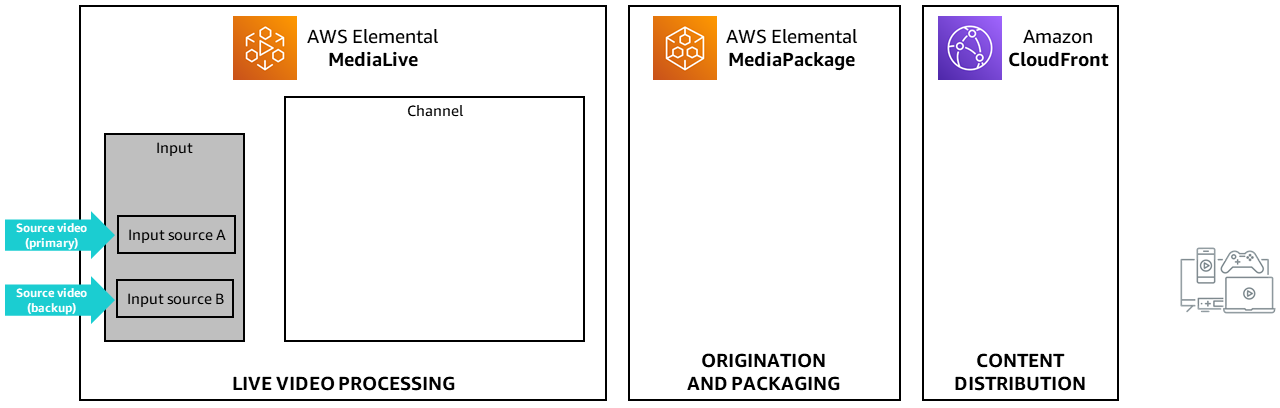 AWS Elemental
MediaLive
Channel
Input
Source video
(primary)
Input source A
Source video
(backup)
Input source B
LIVE VIDEO PROCESSING
AWS Elemental
MediaPackage
ORIGINATION
AND PACKAGING
Amazon
CloudFront
CONTENT
DISTRIBUTION